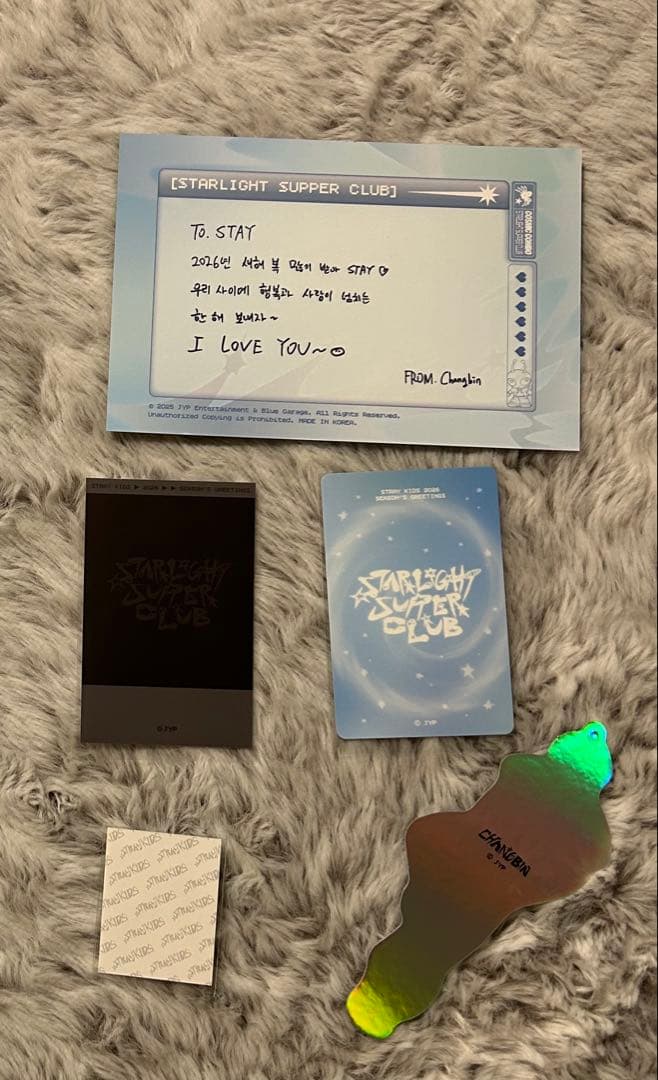 [STARLIGHT SUPPER CLUB]
To. STAY
2026년 새해 복 많이 받아 STAY
우리 사이에 행복과 사랑이 넘치는
한 해 보내자~
I LOVE YOU~
FROM. Changbin
© 2025 JYP Entertainment & Blue Garage. All Rights Reserved.
Unauthorized Copying is Prohibited. MADE IN KOREA.
STRAY KIDS ▶ 2026 ▶ ▶ SEASON'S GREETINGS
STARLIGHT
SUPPER
CLUB
© JYP
STRAY KIDS 2026
SEASON'S GREETINGS
STARLIGHT
SUPPER
CLUB
© JYP
StrayKids
CHANGBIN
© JYP